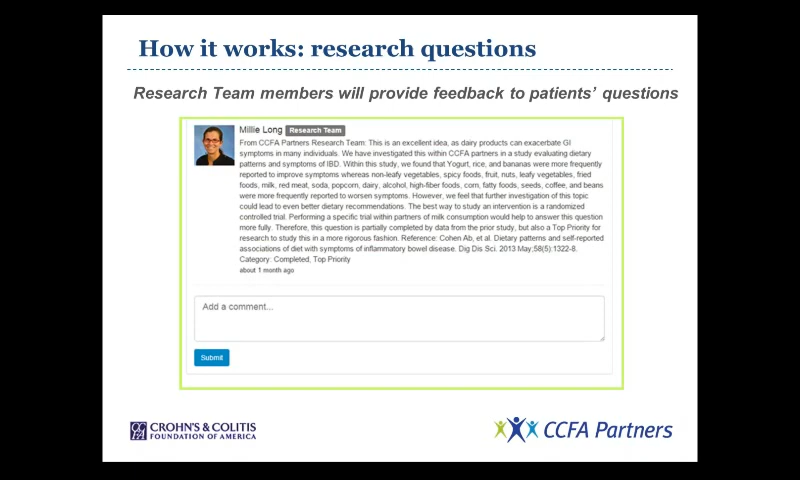 How it works: research questions
Research Team members will provide feedback to patients' questions
Millie Long Research Team
From CCFA Partners Research Team: This is an excellent idea, as dairy products can exacerbate GI
symptoms in many individuals. We have investigated this within CCFA partners in a study evaluating dietary
patterns and symptoms of IBD. Within this study, we found that Yogurt, rice, and bananas were more frequently
reported to improve symptoms whereas non-leafy vegetables, spicy foods, fruit, nuts, leafy vegetables, fried
foods, milk, red meat, soda, popcorn, dairy, alcohol, high-fiber foods, corn, fatty foods, seeds, coffee, and beans
were more frequently reported to worsen symptoms. However, we feel that further investigation of this topic
could lead to even better dietary recommendations. The best way to study an intervention is a randomized
controlled trial. Performing a specific trial within partners of milk consumption would help to answer this question
more fully. Therefore, this question is partially completed by data from the prior study, but also a Top Priority for
research to study this in a more rigorous fashion. Reference: Cohen Ab, et al. Dietary patterns and self-reported
associations of diet with symptoms of inflammatory bowel disease. Dig Dis Sci. 2013 May;58(5):1322-8.
Category: Completed, Top Priority
about 1 month ago
Add a comment...
Submit
CROHN'S & COLITIS
FOUNDATION OF AMERICA
CCFA Partners